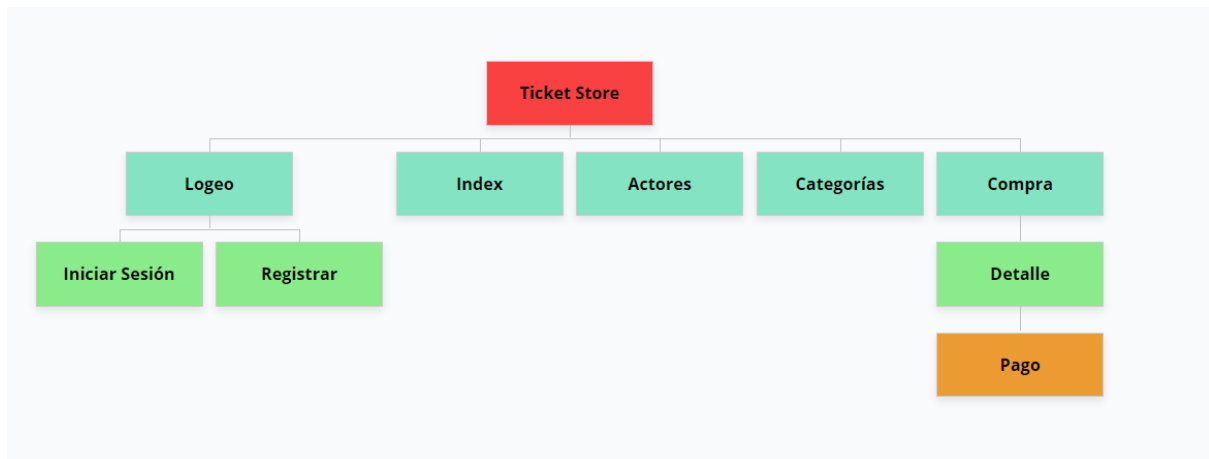 Ticket Store
Logeo
Index
Actores
Categorías
Compra
Iniciar Sesión
Registrar
Detalle
Pago